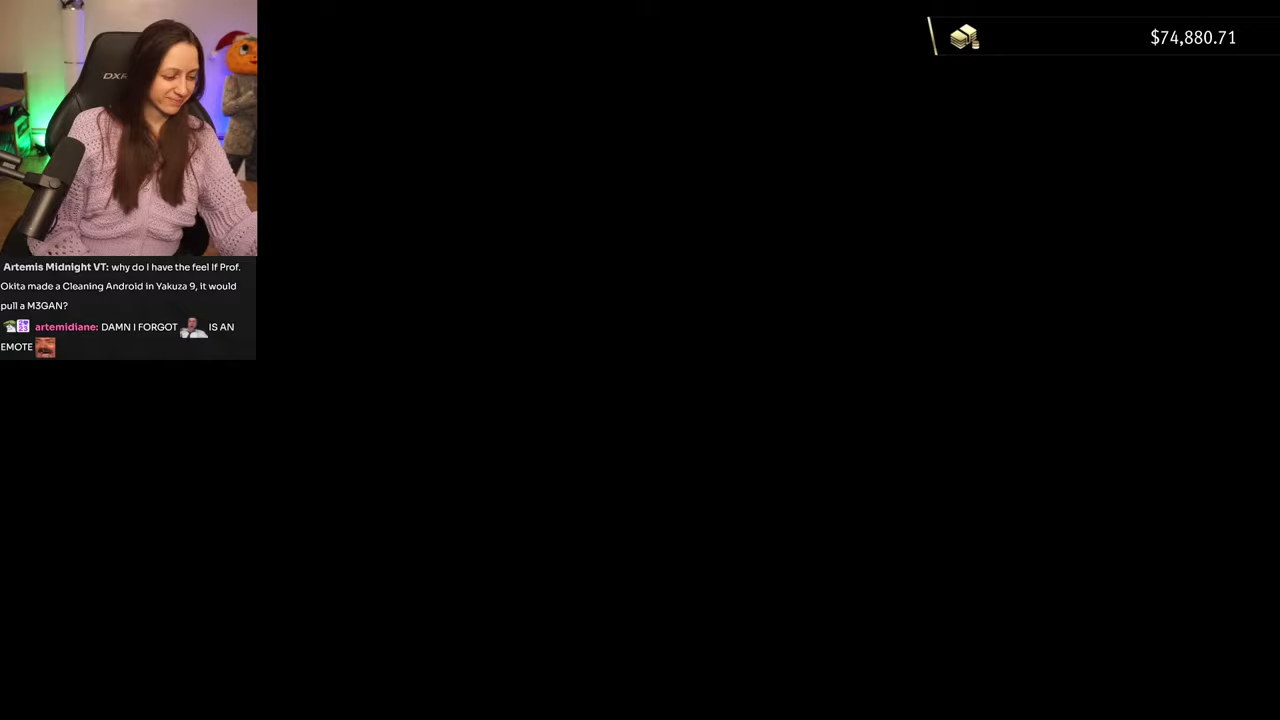 $74,880.71
DXR
Artemis Midnight VT: why do I have the feel If Prof.
Okita made a Cleaning Android in Yakuza 9, it would
pull a M3GAN?
artemidiane: DAMN I FORGOT IS AN
EMOTE